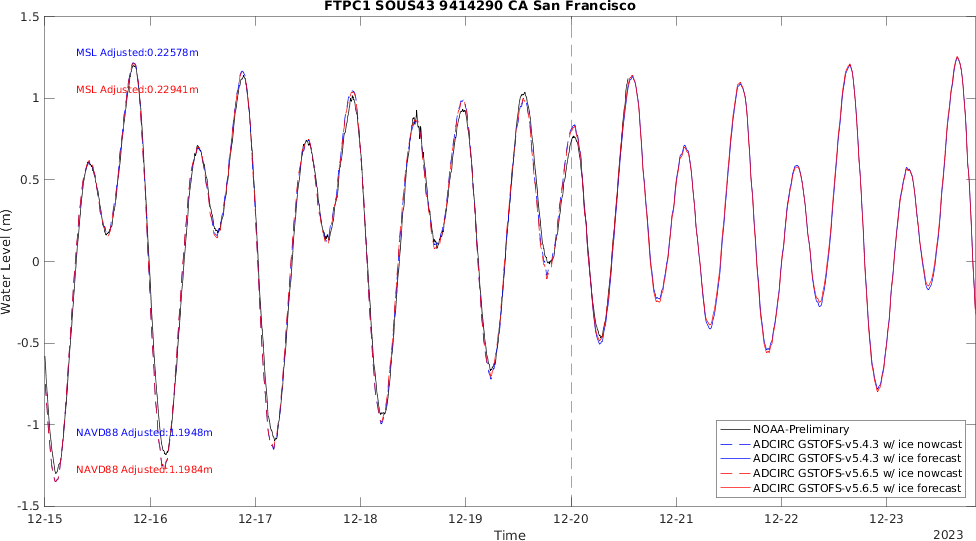 FTPC1 SOUS43 9414290 CA San Francisco
1.5
1
0.5
0
-0.5
-1
-1.5
Water Level (m)
MSL Adjusted:0.22578m
MSL Adjusted:0.22941m
NAVD88 Adjusted:1.1948m
NAVD88 Adjusted:1.1984m
NOAA-Preliminary
ADCIRC GSTOFS-v5.4.3 w/ ice nowcast
ADCIRC GSTOFS-v5.4.3 w/ ice forecast
ADCIRC GSTOFS-v5.6.5 w/ ice nowcast
ADCIRC GSTOFS-v5.6.5 w/ ice forecast
12-15 12-16 12-17 12-18 12-19 12-20 12-21 12-22 12-23
Time
2023